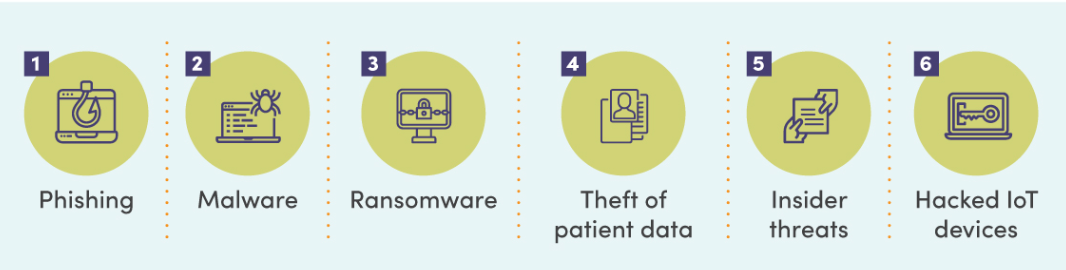 1
Phishing
2
Malware
3
Ransomware
4
Theft of
patient data
5
Insider
threats
6
Hacked IoT
devices